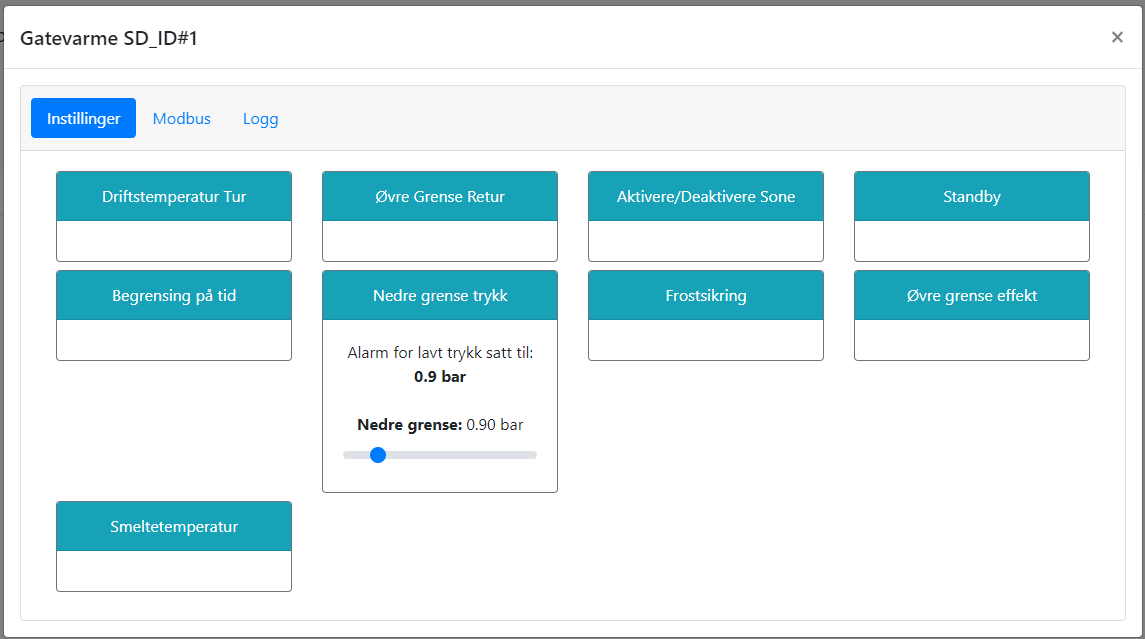 Gatevarme SD_ID#1
×
Instillinger Modbus Logg
Driftstemperatur Tur
Øvre Grense Retur
Aktivere/Deaktivere Sone
Standby
Begrensing på tid
Nedre grense trykk
Frostsikring
Øvre grense effekt
Alarm for lavt trykk satt til:
0.9 bar
Nedre grense: 0.90 bar
Smeltetemperatur